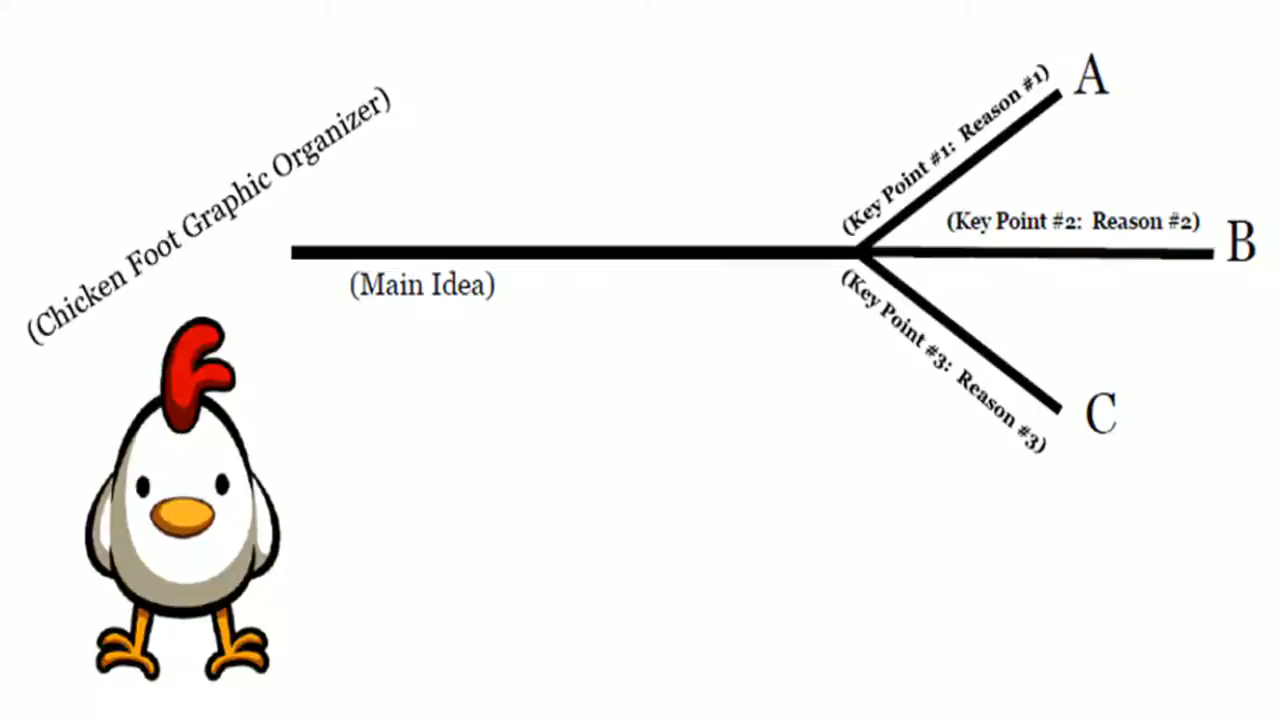 (Chicken Foot Graphic Organizer)
(Main Idea)
(Key Point #1:  Reason #1)
A
(Key Point #2:  Reason #2)
B
(Key Point #3:  Reason #3)
C